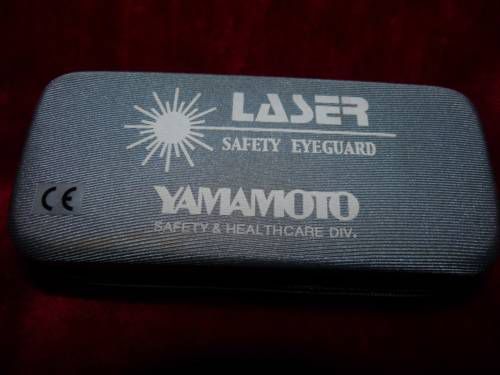 LASER
SAFETY EYEGUARD
CE
YAMAMOTO
SAFETY & HEALTHCARE DIV.